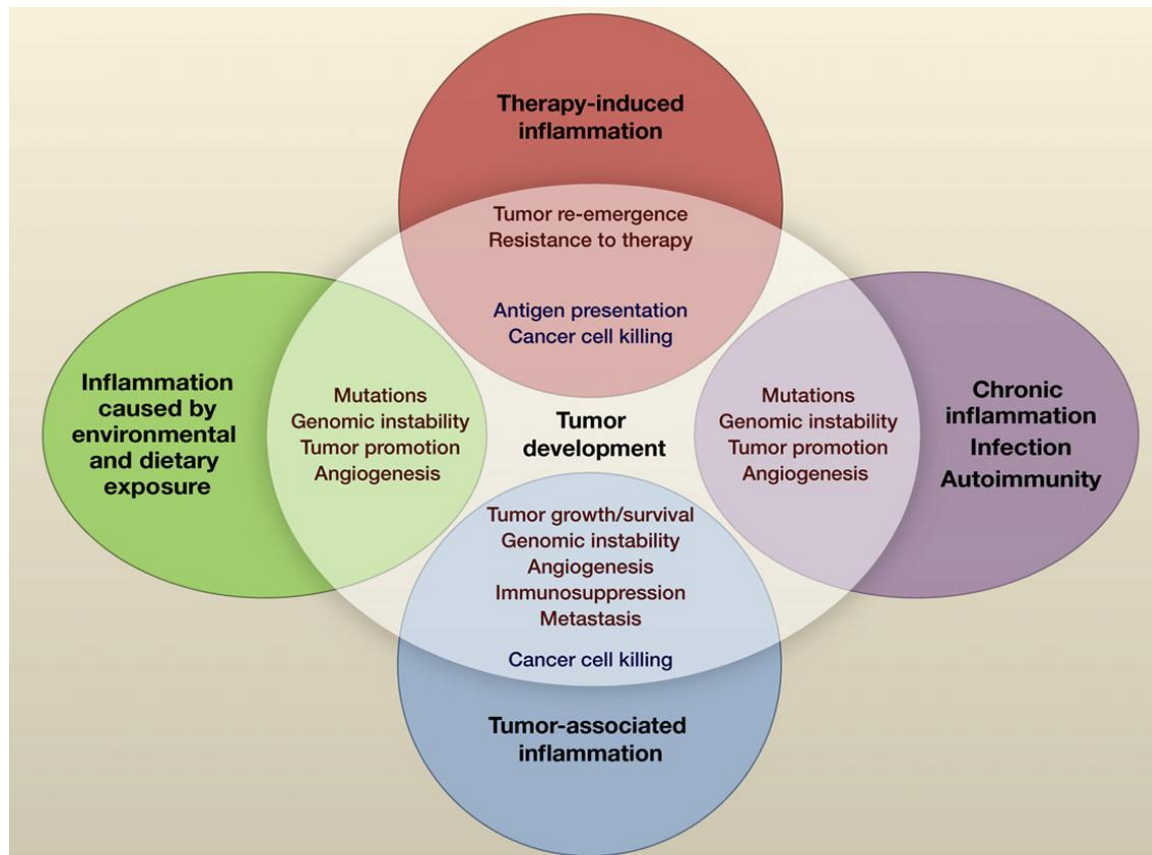 Therapy-induced
inflammation
Tumor re-emergence
Resistance to therapy
Antigen presentation
Cancer cell killing
Inflammation
caused by
environmental
and dietary
exposure
Mutations
Genomic instability
Tumor promotion
Angiogenesis
Tumor
development
Mutations
Genomic instability
Tumor promotion
Angiogenesis
Chronic
inflammation
Infection
Autoimmunity
Tumor growth/survival
Genomic instability
Angiogenesis
Immunosuppression
Metastasis
Cancer cell killing
Tumor-associated
inflammation